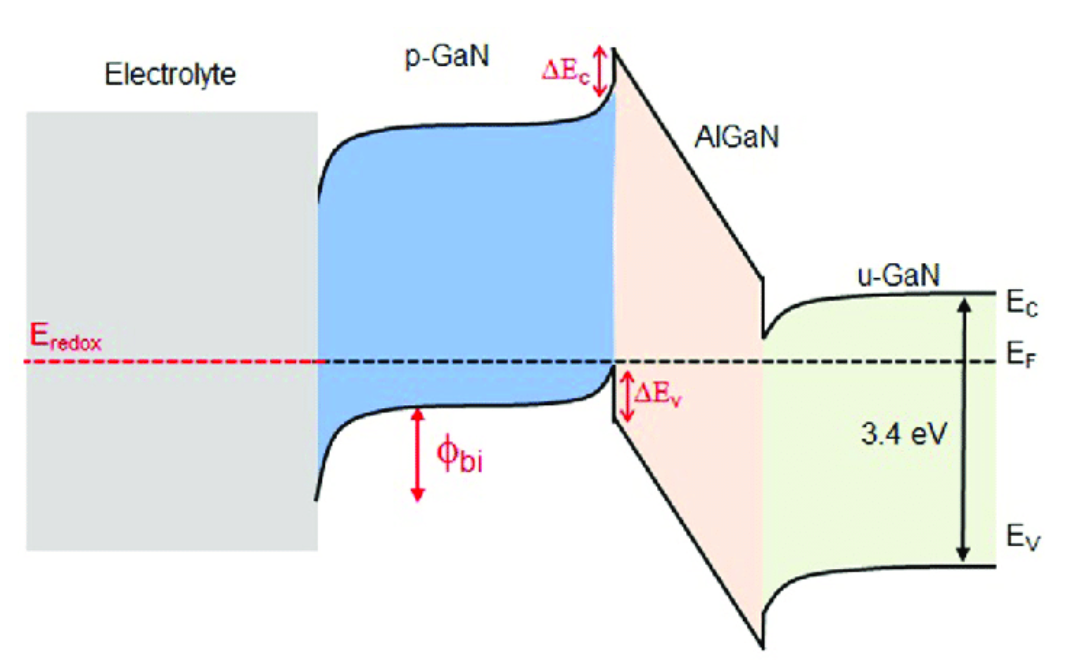 Electrolyte
p-GaN
ΔEc
AlGaN
u-GaN
EC
Eredox
EF
ΔEv
3.4 eV
ϕbi
EV